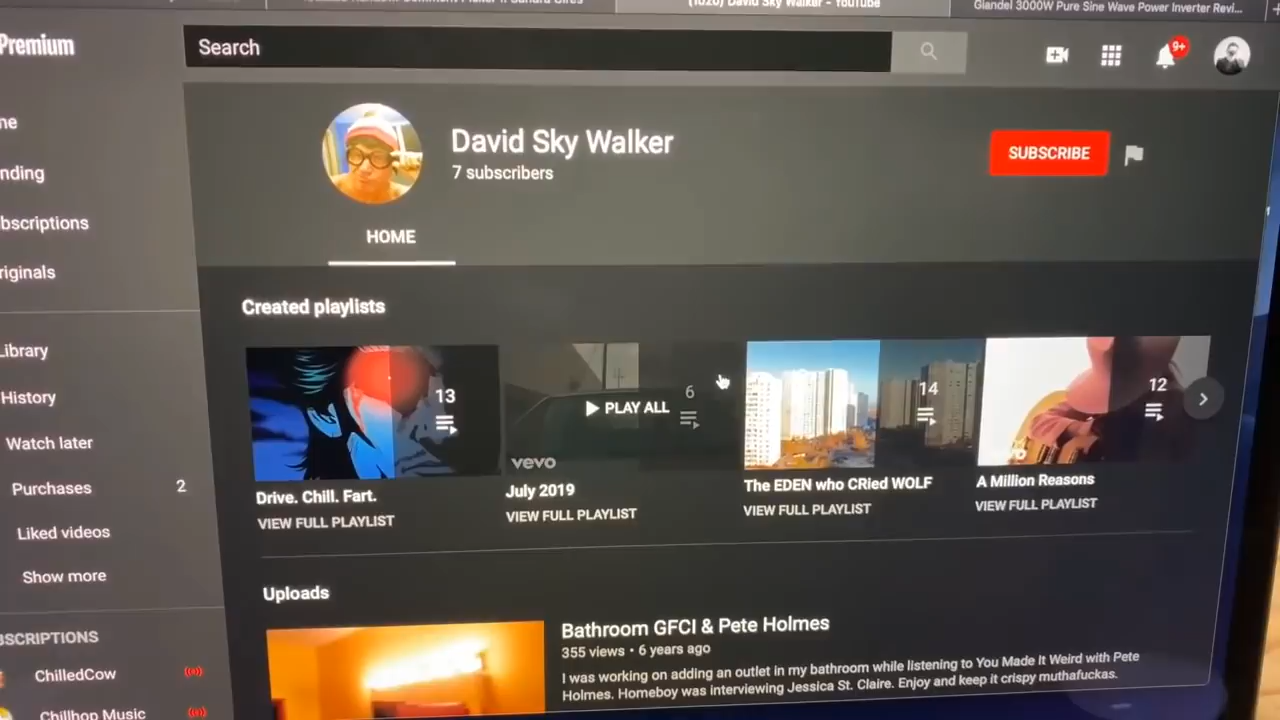 (1020) David Sky Walker - YouTube
Giandel 3000W Pure Sine Wave Power Inverter Revi...
Premium
Search
9+
me
nding
bscriptions
riginals
Library
History
Watch later
Purchases 2
Liked videos
Show more
BSCRIPTIONS
ChilledCow
Chillhop Music
David Sky Walker
7 subscribers
SUBSCRIBE
HOME
Created playlists
13
PLAY ALL
6
14
12
vevo
Drive. Chill. Fart.
VIEW FULL PLAYLIST
July 2019
VIEW FULL PLAYLIST
The EDEN who CRIed WOLF
VIEW FULL PLAYLIST
A Million Reasons
VIEW FULL PLAYLIST
Uploads
Bathroom GFCI & Pete Holmes
355 views • 6 years ago
I was working on adding an outlet in my bathroom while listening to You Made It Weird with Pete
Holmes. Homeboy was interviewing Jessica St. Claire. Enjoy and keep it crispy muthafuckas.